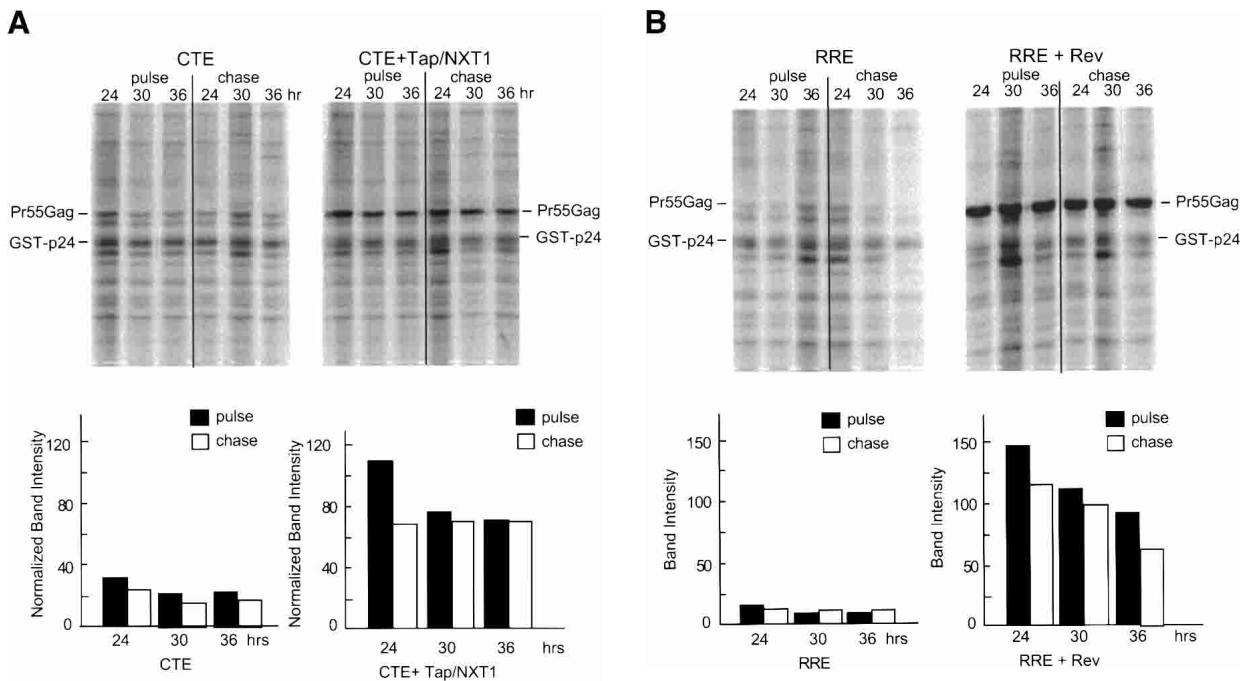 A
CTE
CTE+Tap/NXT1
pulse chase
pulse chase
24 30 36 24 30 36 hr
24 30 36 24 30 36 hr
Pr55Gag –
– Pr55Gag
GST-p24 –
– GST-p24
Normalized Band Intensity
120
80
40
0
pulse
chase
24 30 36 hrs
CTE
Normalized Band Intensity
120
80
40
0
pulse
chase
24 30 36 hrs
CTE+ Tap/NXT1
B
RRE
RRE + Rev
pulse chase
pulse chase
24 30 36 24 30 36
24 30 36 24 30 36
Pr55Gag –
– Pr55Gag
GST-p24 –
– GST-p24
Band Intensity
150
100
50
0
pulse
chase
24 30 36 hrs
RRE
Band Intensity
150
100
50
0
pulse
chase
24 30 36 hrs
RRE + Rev